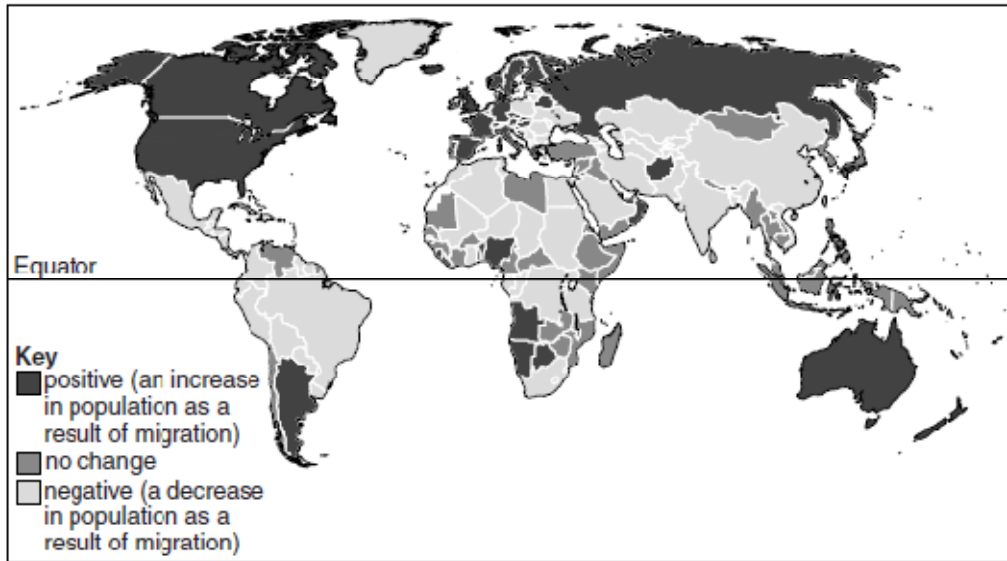 Equator
Key
positive (an increase
in population as a
result of migration)
no change
negative (a decrease
in population as a
result of migration)